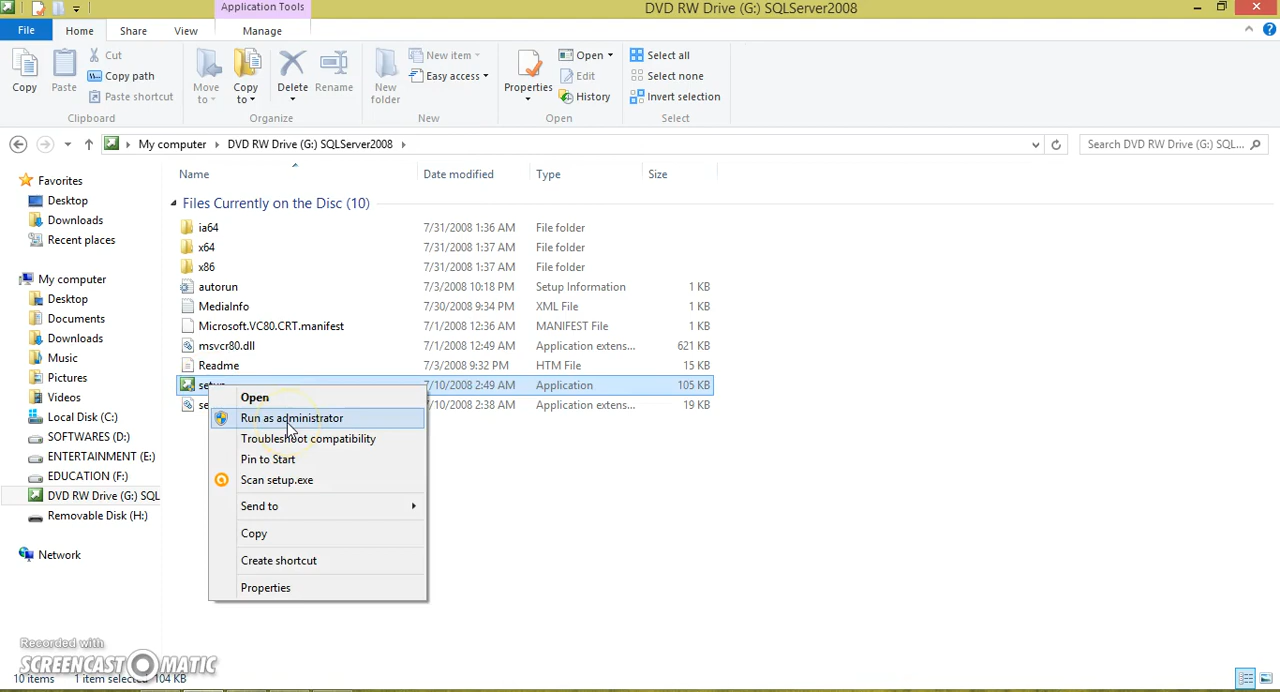 Application Tools
DVD RW Drive (G:) SQLServer2008
File
Home
Share
View
Manage
Copy
Paste
Cut
Copy path
Paste shortcut
Clipboard
Move to
Copy to
Delete
Rename
Organize
New folder
New item
Easy access
New
Properties
Open
Edit
History
Open
Select all
Select none
Invert selection
Select
My computer
DVD RW Drive (G:) SQLServer2008
Search DVD RW Drive (G:) SQL...
Name
Date modified
Type
Size
Files Currently on the Disc (10)
ia64 7/31/2008 1:36 AM File folder
x64 7/31/2008 1:37 AM File folder
x86 7/31/2008 1:37 AM File folder
autorun 7/3/2008 10:18 PM Setup Information 1 KB
MediaInfo 7/30/2008 9:34 PM XML File 1 KB
Microsoft.VC80.CRT.manifest 7/1/2008 12:36 AM MANIFEST File 1 KB
msvcr80.dll 7/1/2008 12:49 AM Application extens... 621 KB
Readme 7/3/2008 9:32 PM HTM File 15 KB
setup 7/10/2008 2:49 AM Application 105 KB
se /10/2008 2:38 AM Application extens... 19 KB
Open
Run as administrator
Troubleshoot compatibility
Pin to Start
Scan setup.exe
Send to
Copy
Create shortcut
Properties
Favorites
Desktop
Downloads
Recent places
My computer
Desktop
Documents
Downloads
Music
Pictures
Videos
Local Disk (C:)
SOFTWARES (D:)
ENTERTAINMENT (E:)
EDUCATION (F:)
DVD RW Drive (G:) SQL
Removable Disk (H:)
Network
Recorded with
SCREENCAST MATIC
10 items 1 item selected 104 KB